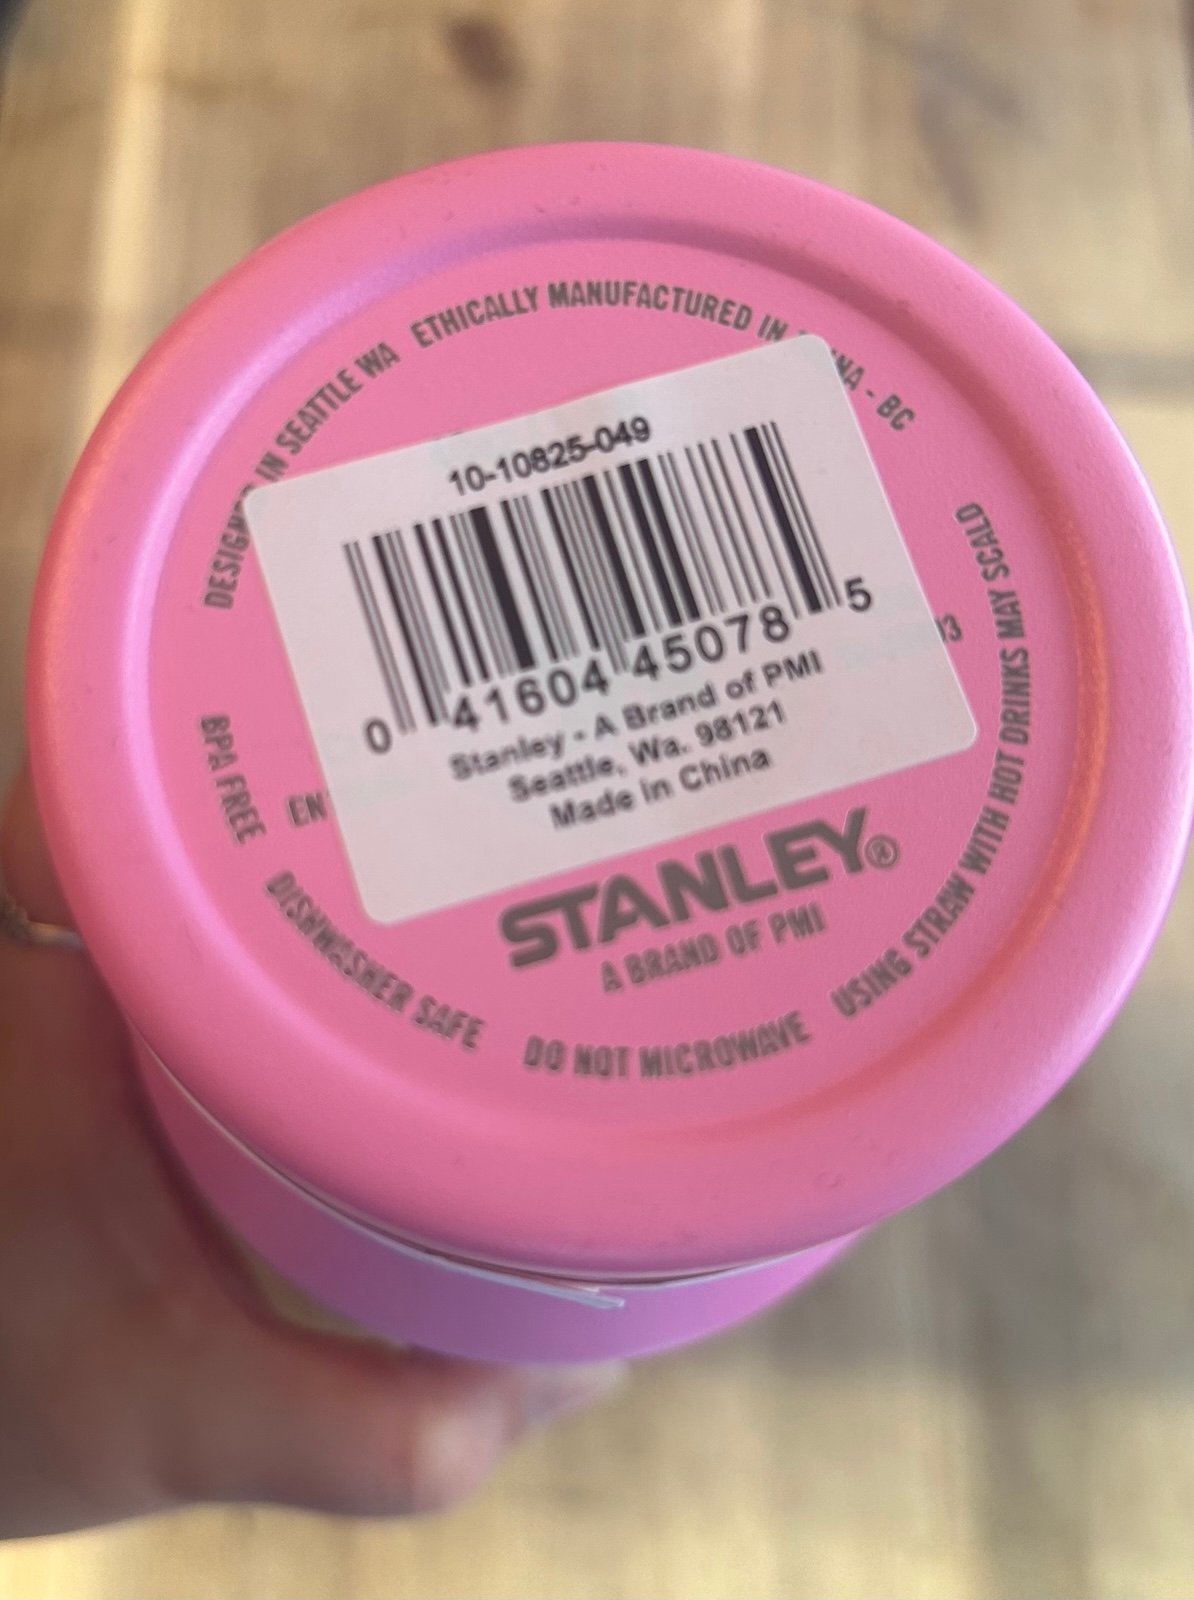 DESIGNED IN SEATTLE WA
ETHICALLY MANUFACTURED IN
- BC
10-10825-049
0 41604 45078 5
Stanley - A Brand of PMI
Seattle, Wa. 98121
Made in China
EN
STANLEY®
A BRAND OF PMI
BPA FREE
DISHWASHER SAFE
DO NOT MICROWAVE
USING STRAW WITH HOT DRINKS MAY SCALD